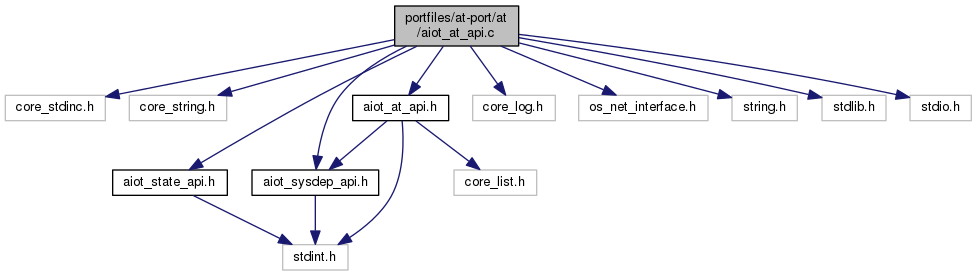 portfiles/at-port/at
/aiot_at_api.c
core_stdinc.h
core_string.h
aiot_at_api.h
core_log.h
os_net_interface.h
string.h
stdlib.h
stdio.h
aiot_state_api.h
aiot_sysdep_api.h
core_list.h
stdint.h